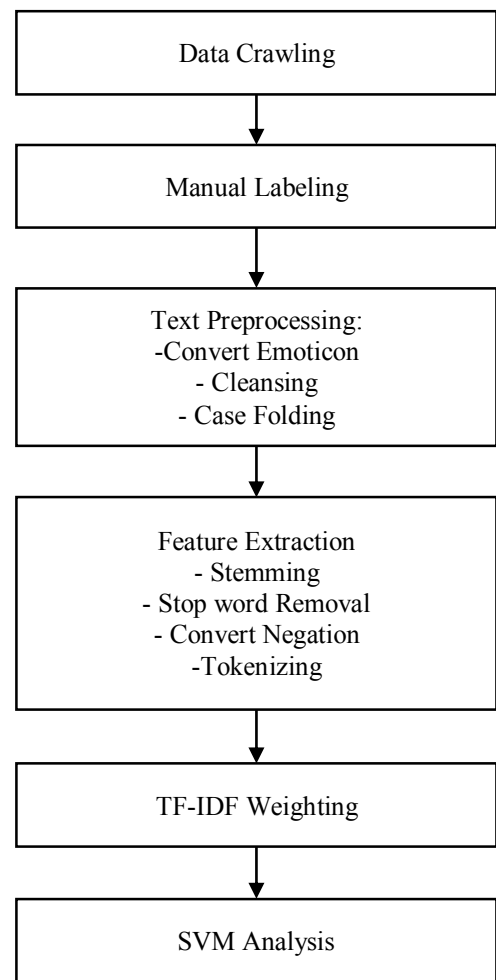 Data Crawling
Manual Labeling
Text Preprocessing:
-Convert Emoticon
- Cleansing
- Case Folding
Feature Extraction
- Stemming
- Stop word Removal
- Convert Negation
-Tokenizing
TF-IDF Weighting
SVM Analysis